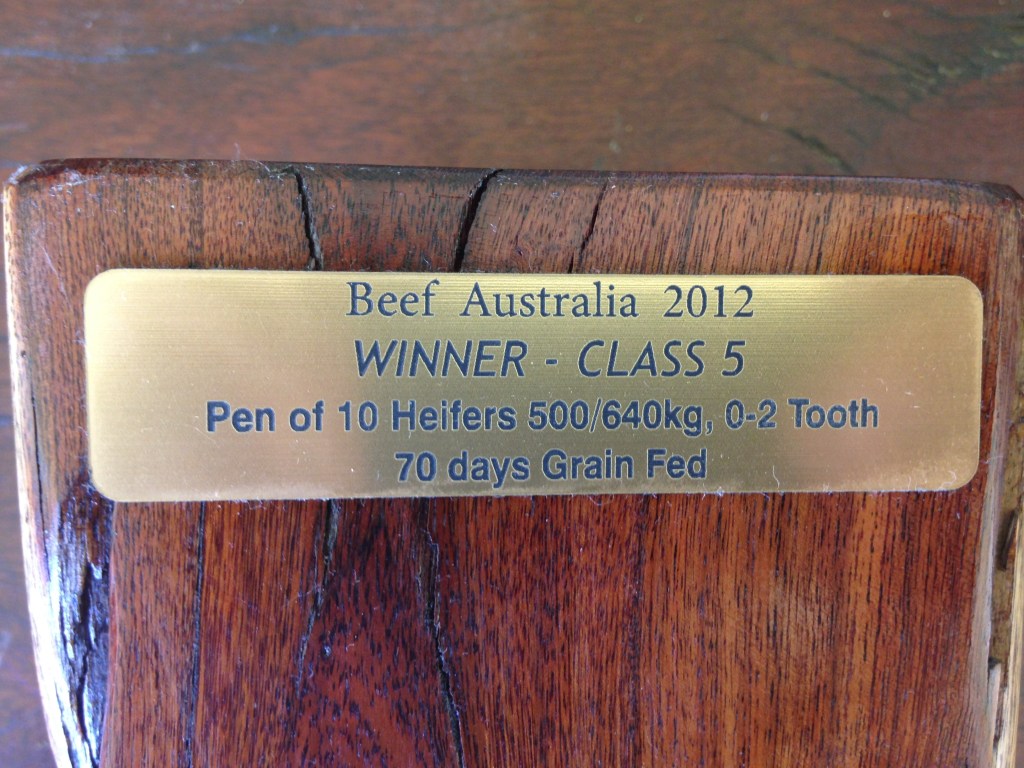 Beef Australia 2012
WINNER - CLASS 5
Pen of 10 Heifers 500/640kg, 0-2 Tooth
70 days Grain Fed